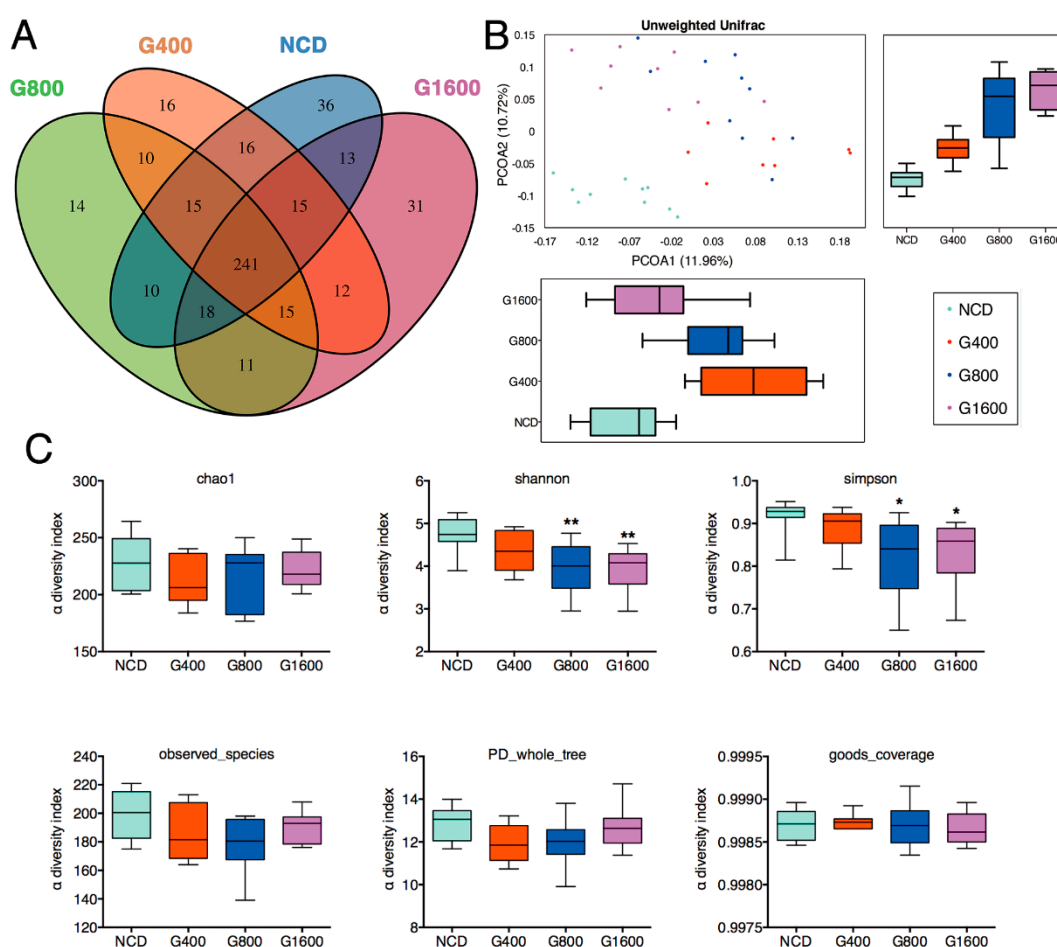 A
G800
G400
NCD
G1600
16
36
10
16
13
14
15
15
31
241
10
18
15
12
11
B
Unweighted Unifrac
PCOA2 (10.72%)
0.15
0.10
0.05
0
-0.05
-0.1
-0.15
-0.17 -0.12 -0.07 -0.02 0.03 0.08 0.13 0.18
PCOA1 (11.96%)
NCD G400 G800 G1600
G1600
G800
G400
NCD
NCD
G400
G800
G1600
C
chao1
α diversity index
300
250
200
150
NCD G400 G800 G1600
shannon
α diversity index
6
5
4
3
2
** **
NCD G400 G800 G1600
simpson
α diversity index
1.0
0.9
0.8
0.7
0.6
* *
NCD G400 G800 G1600
observed_species
α diversity index
240
220
200
180
160
140
120
NCD G400 G800 G1600
PD_whole_tree
α diversity index
16
14
12
10
8
NCD G400 G800 G1600
goods_coverage
α diversity index
0.9995
0.9990
0.9985
0.9980
0.9975
NCD G400 G800 G1600